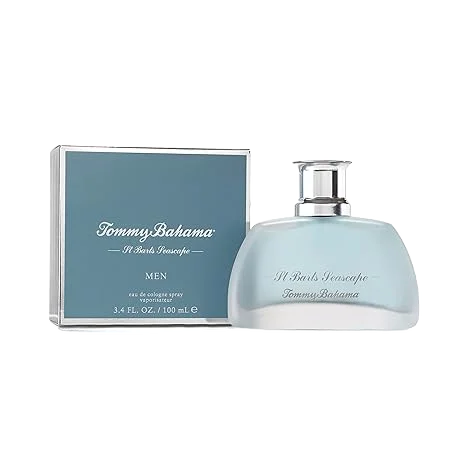 Tommy Bahama
St Barts Seascape
MEN
eau de cologne spray
vaporisateur
3.4 FL. OZ. / 100 mL ℮
St Barts Seascape
Tommy Bahama